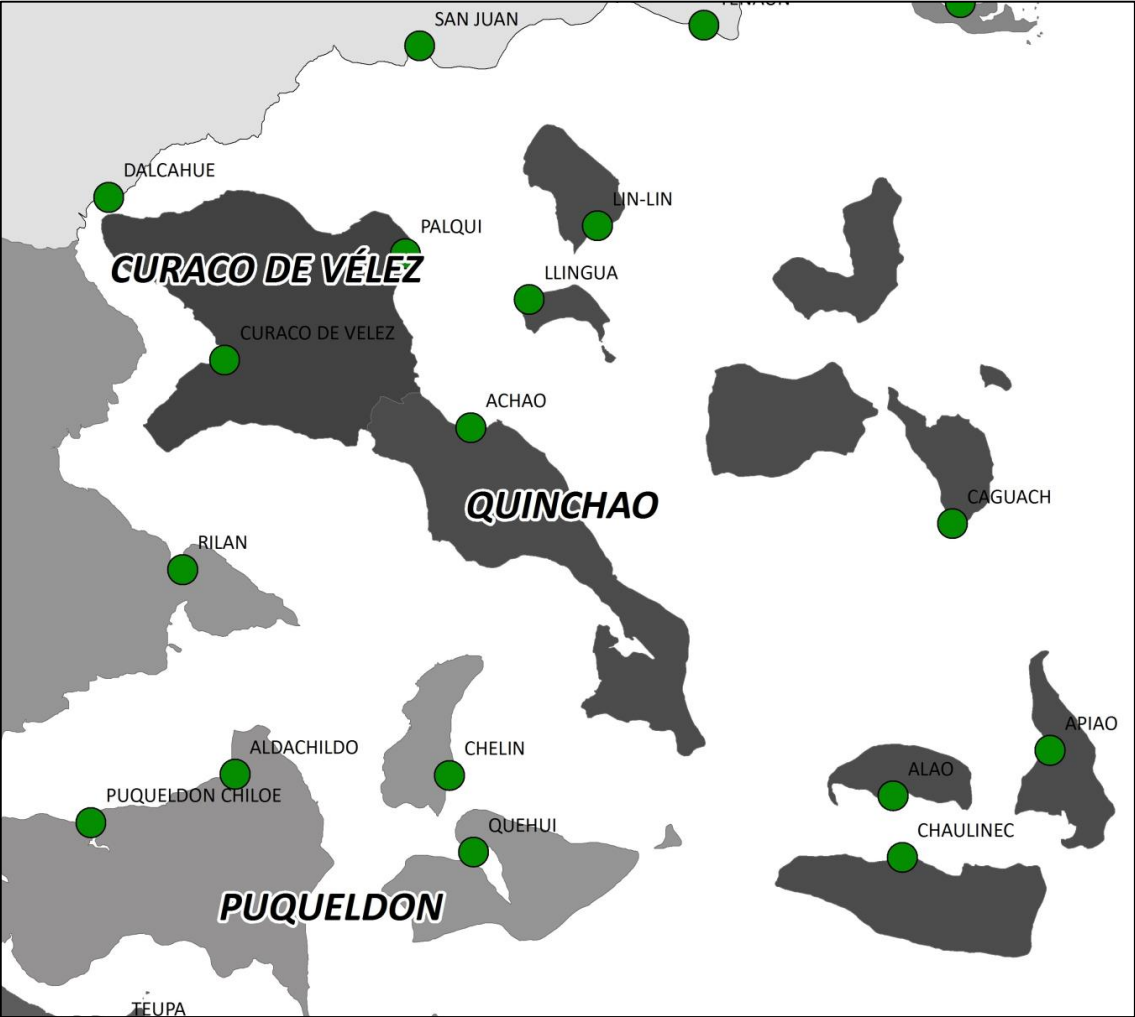 SAN JUAN
DALCAHUE
LIN-LIN
PALQUI
CURACO DE VÉLEZ
LLINGUA
CURACO DE VELEZ
ACHAO
QUINCHAO
CAGUACH
RILAN
APIAO
ALDACHILDO
CHELIN
ALAO
PUQUELDON CHILOE
QUEHUI
CHAULINEC
PUQUELDON
TEUPA